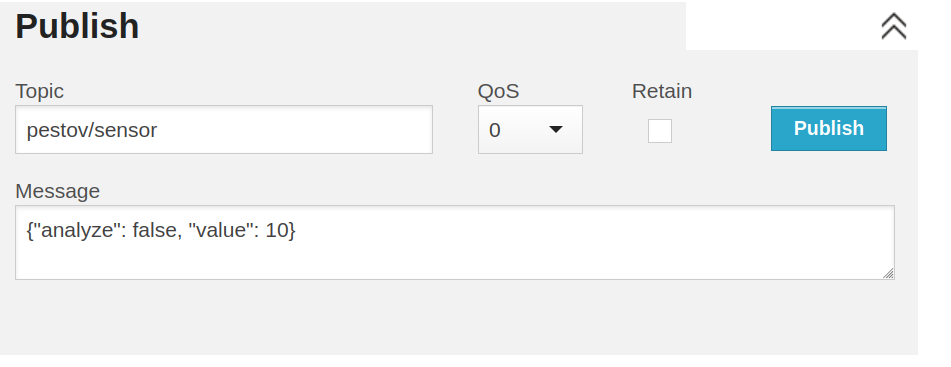 Publish
Topic
QoS
Retain
pestov/sensor
0
Publish
Message
{"analyze": false, "value": 10}